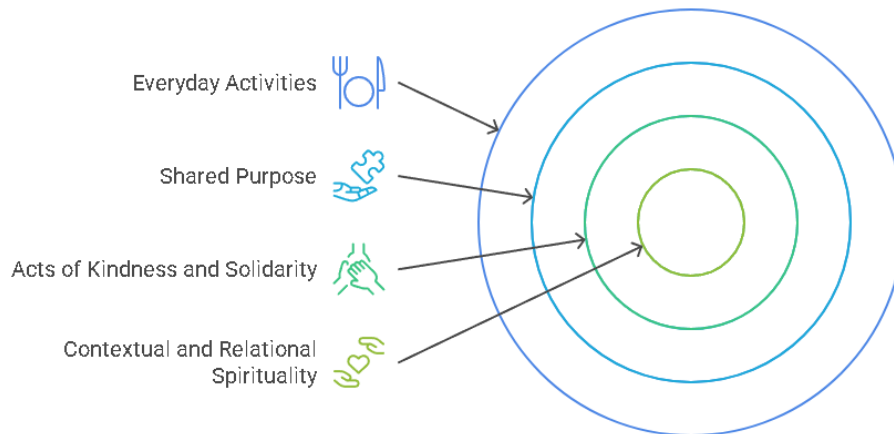 Everyday Activities
Shared Purpose
Acts of Kindness and Solidarity
Contextual and Relational
Spirituality